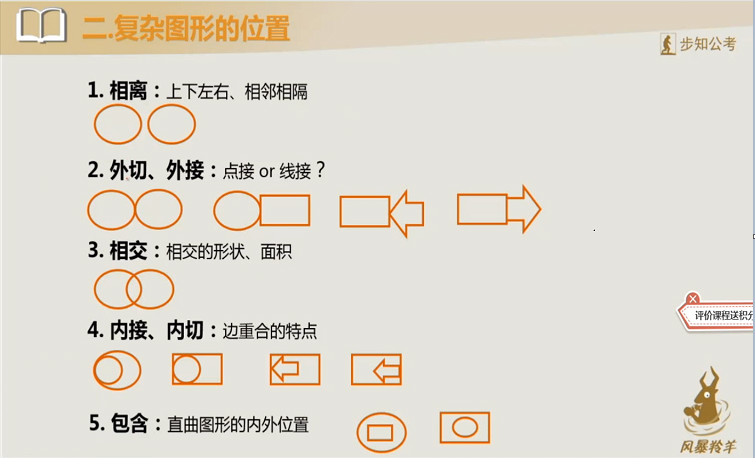 二.复杂图形的位置
步知公考
1. 相离：上下左右、相邻相隔
2. 外切、外接：点接 or 线接？
3. 相交：相交的形状、面积
4. 内接、内切：边重合的特点
评价课程送积分
5. 包含：直曲图形的内外位置
风暴羚羊